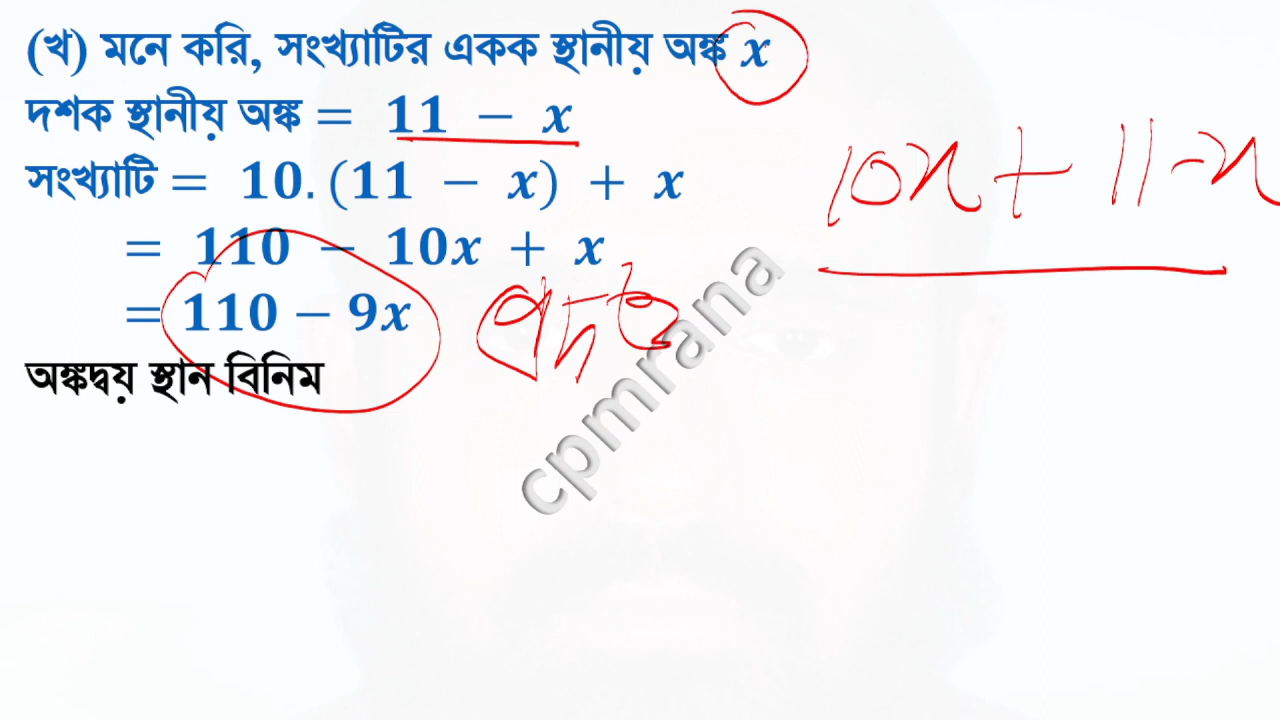 (খ) মনে করি, সংখ্যাটির একক স্থানীয় অঙ্ক x
দশক স্থানীয় অঙ্ক = 11 − x
সংখ্যাটি = 10. (11 − x) + x
= 110 − 10x + x
= 110 − 9x
অঙ্কদ্বয় স্থান বিনিম
10x + 11-x
cpmrana